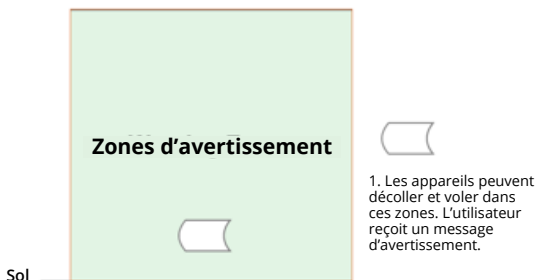 Zones d’avertissement
1. Les appareils peuvent
décoller et voler dans
ces zones. L’utilisateur
reçoit un message
d’avertissement.
Sol